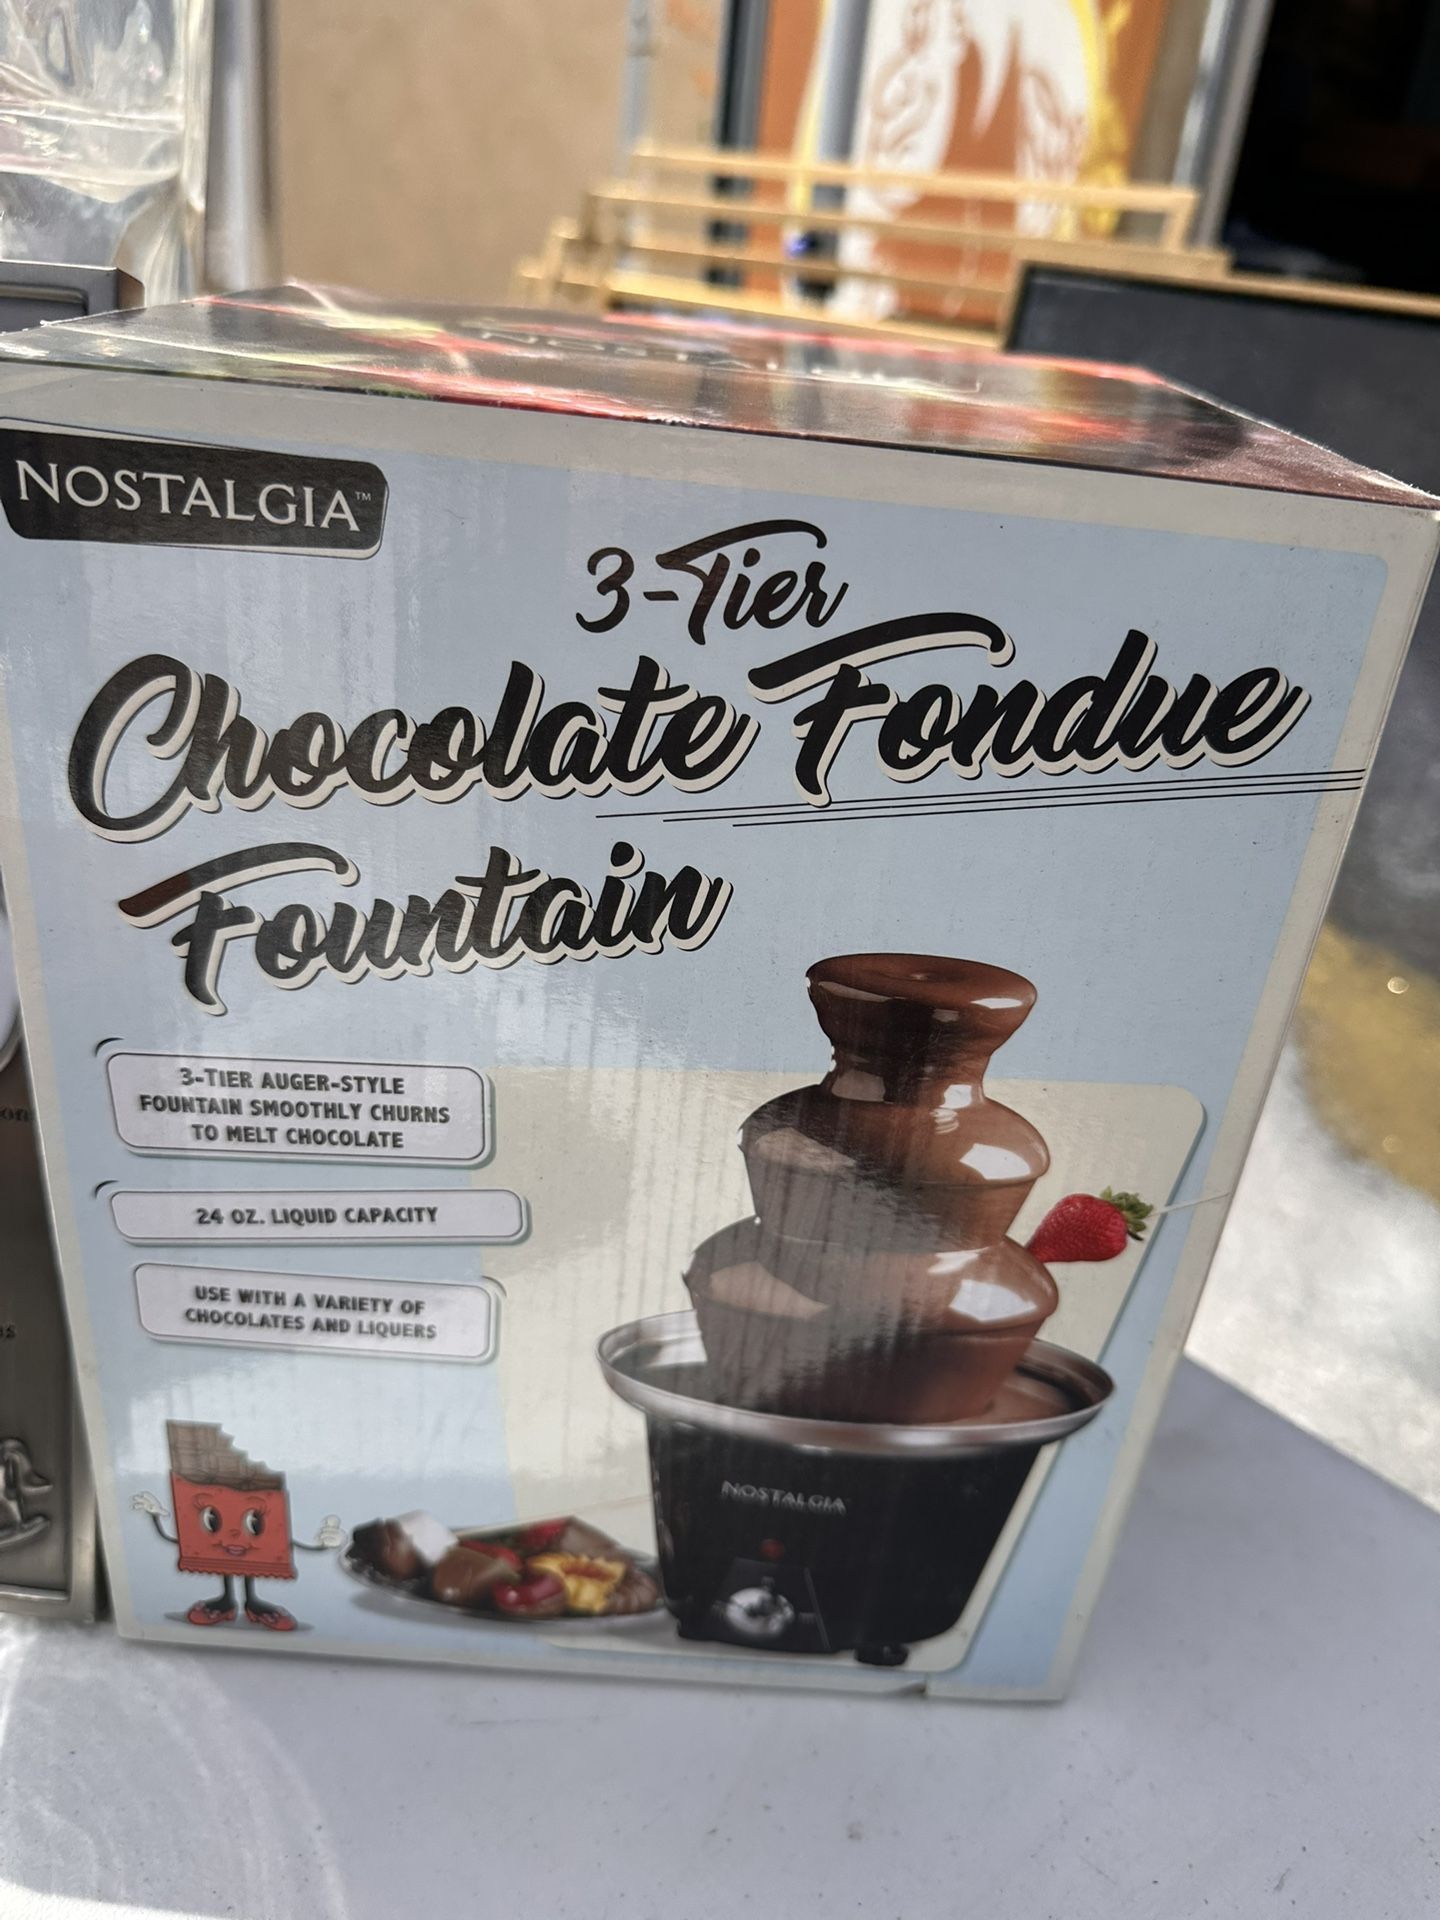 NOSTALGIA™
3-Tier
Chocolate Fondue
Fountain
3-TIER AUGER-STYLE
FOUNTAIN SMOOTHLY CHURNS
TO MELT CHOCOLATE
24 OZ. LIQUID CAPACITY
USE WITH A VARIETY OF
CHOCOLATES AND LIQUERS
NOSTALGIA